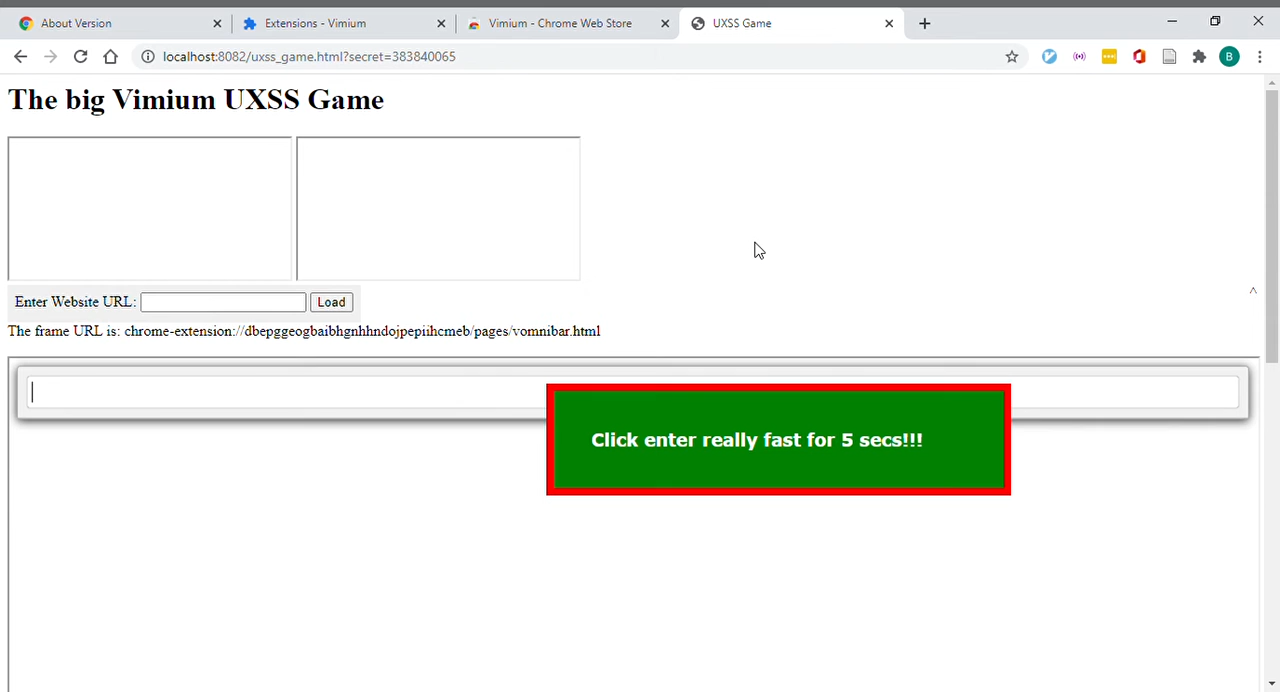 About Version
Extensions - Vimium
Vimium - Chrome Web Store
UXSS Game
localhost:8082/uxss_game.html?secret=383840065
B
The big Vimium UXSS Game
Enter Website URL:
Load
The frame URL is: chrome-extension://dbepggeogbaibhgnhhndojpepiihcmeb/pages/vomnibar.html
Click enter really fast for 5 secs!!!